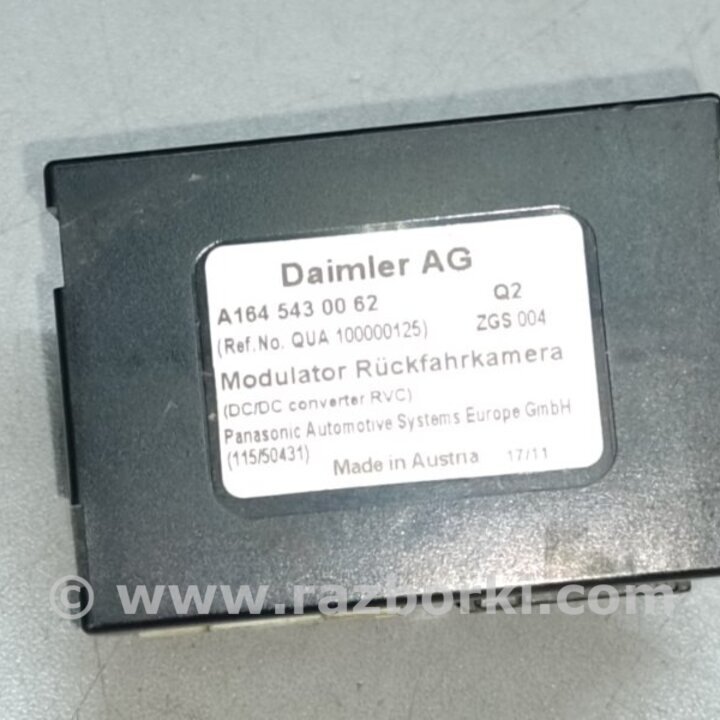 Daimler AG
A164 543 00 62 Q2
(Ref.No. QUA 100000125) ZGS 004
Modulator Rückfahrkamera
(DC/DC converter RVC)
Panasonic Automotive Systems Europe GmbH
(115/50431) Made in Austria 17/11
© www.razborki.com